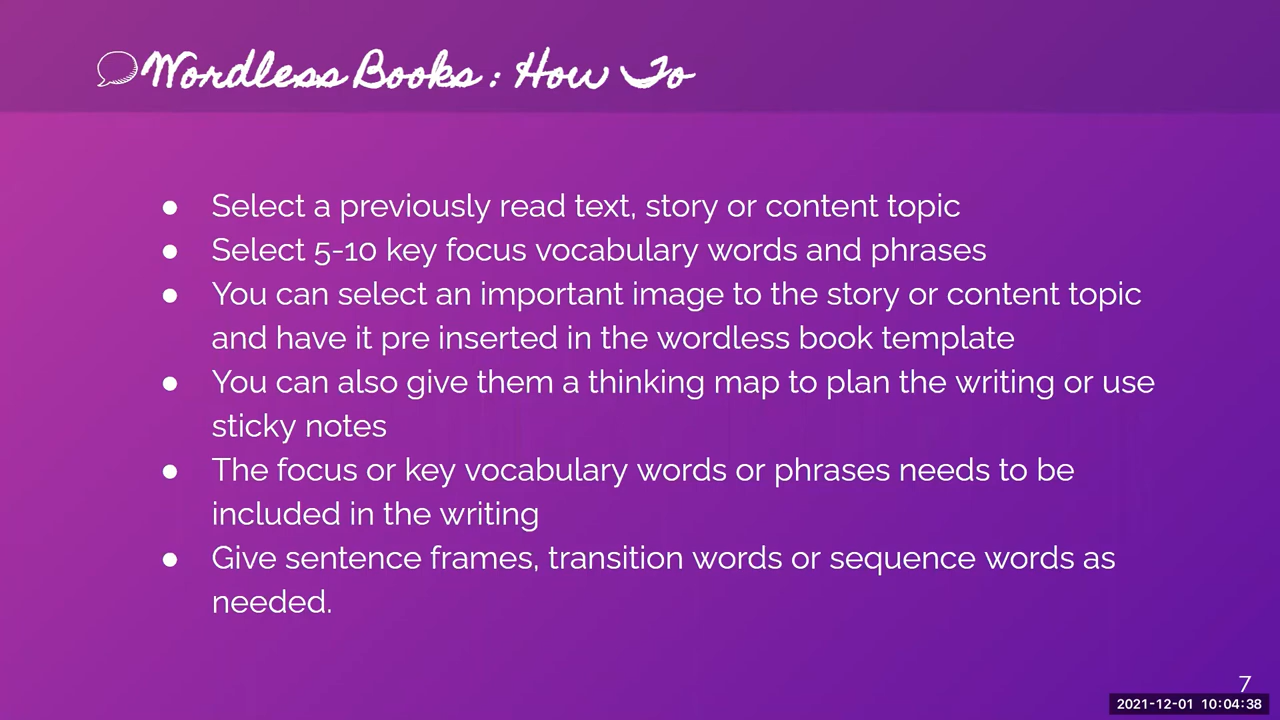 Wordless Books : How To
● Select a previously read text, story or content topic
● Select 5-10 key focus vocabulary words and phrases
● You can select an important image to the story or content topic
and have it pre inserted in the wordless book template
● You can also give them a thinking map to plan the writing or use
sticky notes
● The focus or key vocabulary words or phrases needs to be
included in the writing
● Give sentence frames, transition words or sequence words as
needed.
7
2021-12-01 10:04:38